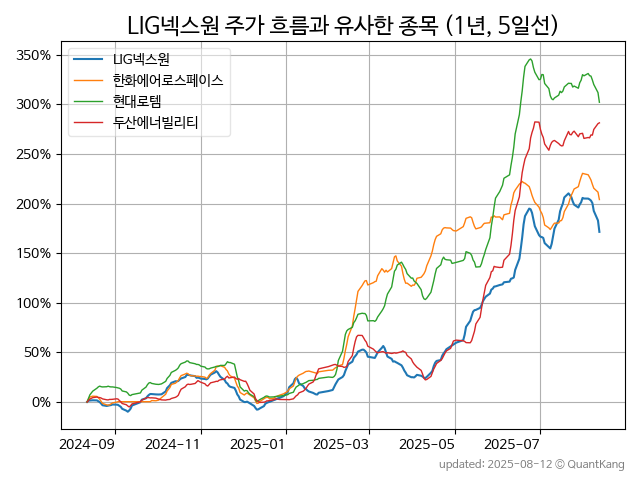 LIG넥스원 주가 흐름과 유사한 종목 (1년, 5일선)
350%
300%
250%
200%
150%
100%
50%
0%
LIG넥스원
한화에어로스페이스
현대로템
두산에너빌리티
2024-09
2024-11
2025-01
2025-03
2025-05
2025-07
updated: 2025-08-12 © QuantKang